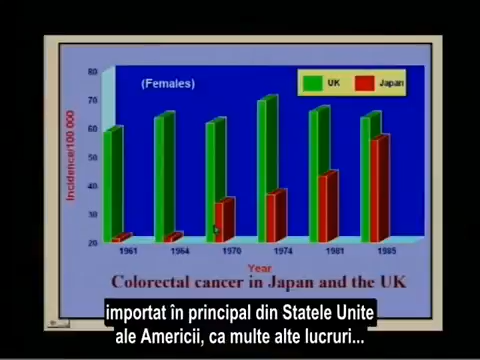 (Females)
UK
Japan
80
70
60
50
40
30
20
Incidence/100 000
1961
1964
1970
1974
1981
1985
Year
Colorectal cancer in Japan and the UK
importat în principal din Statele Unite
ale Americii, ca multe alte lucruri...